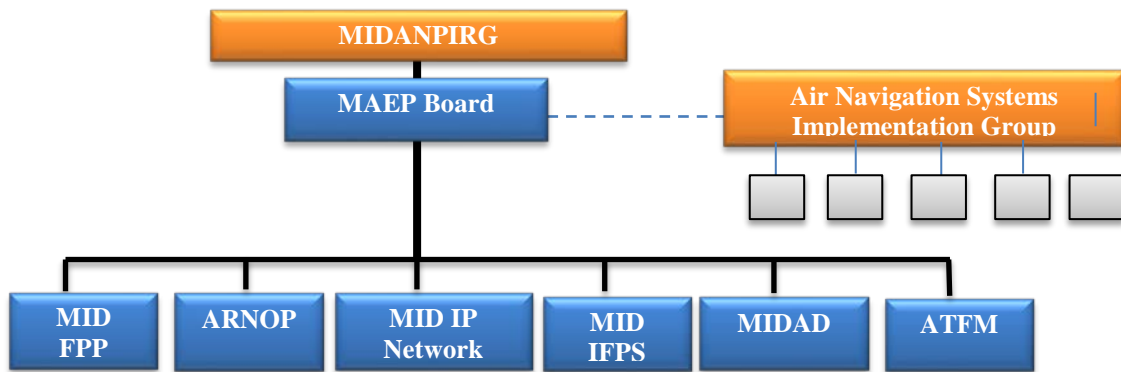 MIDANPIRG
MAEP Board
Air Navigation Systems
Implementation Group
MID
FPP
ARNOP
MID IP
Network
MID
IFPS
MIDAD
ATFM